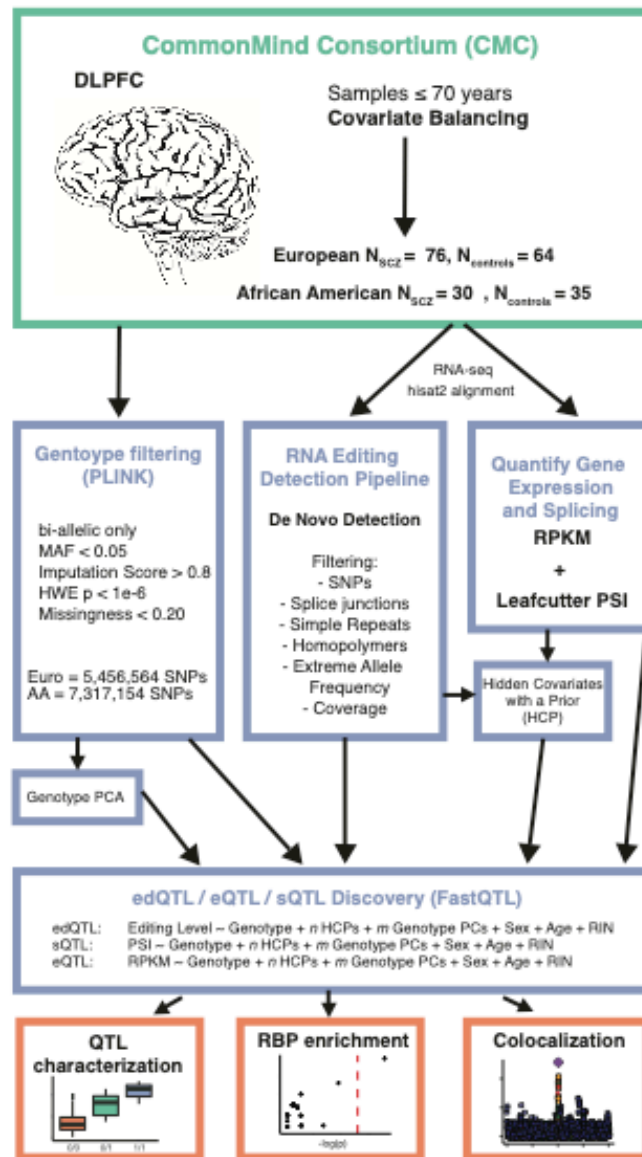 CommonMind Consortium (CMC)
DLPFC
Samples ≤ 70 years
Covariate Balancing
European N_SCZ = 76, N_controls = 64
African American N_SCZ = 30 , N_controls = 35
RNA-seq
hisat2 alignment
Gentoype filtering
(PLINK)
bi-allelic only
MAF < 0.05
Imputation Score > 0.8
HWE p < 1e-6
Missingness < 0.20
Euro = 5,456,564 SNPs
AA = 7,317,154 SNPs
Genotype PCA
RNA Editing
Detection Pipeline
De Novo Detection
Filtering:
- SNPs
- Splice junctions
- Simple Repeats
- Homopolymers
- Extreme Allele
Frequency
- Coverage
Quantify Gene
Expression
and Splicing
RPKM
+
Leafcutter PSI
Hidden Covariates
with a Prior
(HCP)
edQTL / eQTL / sQTL Discovery (FastQTL)
edQTL: Editing Level ~ Genotype + n HCPs + m Genotype PCs + Sex + Age + RIN
sQTL: PSI ~ Genotype + n HCPs + m Genotype PCs + Sex + Age + RIN
eQTL: RPKM ~ Genotype + n HCPs + m Genotype PCs + Sex + Age + RIN
QTL
characterization
0/0 0/1 1/1
RBP enrichment
-log(p)
Colocalization